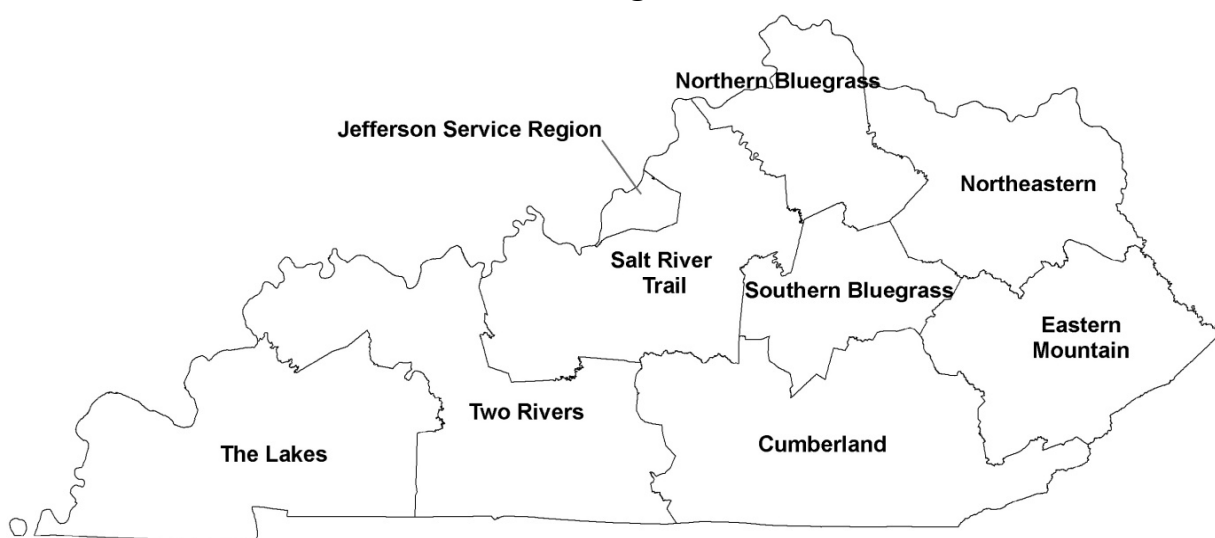 Northern Bluegrass
Jefferson Service Region
Northeastern
Salt River
Trail
Southern Bluegrass
Eastern
Mountain
Two Rivers
Cumberland
The Lakes